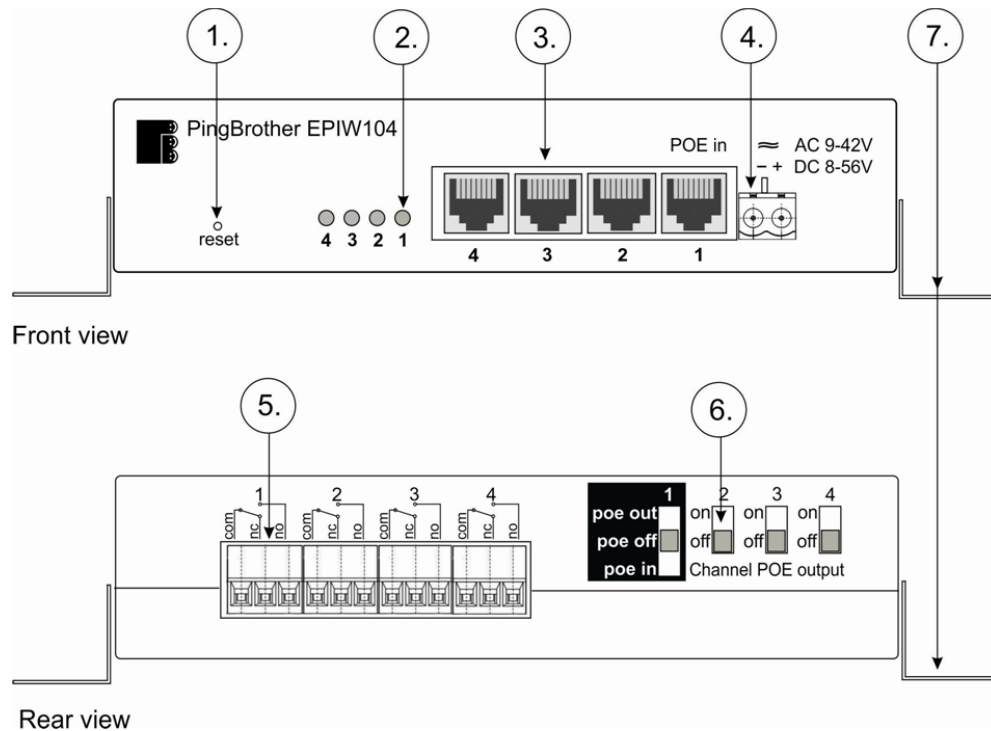 1. 2. 3. 4. 7.
PingBrother EPIW104
POE in ≈ AC 9-42V
− + DC 8-56V
reset
4 3 2 1
4 3 2 1
Front view
5. 6.
1 2 3 4
com nc no com nc no com nc no com nc no
1 2 3 4
poe out on on on
poe off off off off
poe in Channel POE output
Rear view